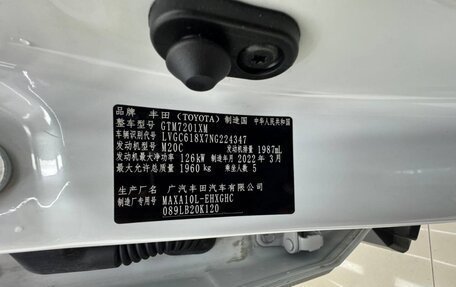 品牌 丰田(TOYOTA) 制造国 中华人民共和国
整车型号 GTM7201XM
车辆识别代号 LVGC618X7NG224347
发动机型号 M20C 发动机排量 1987mL
发动机最大净功率 126kW 制造年月 2022年3月
最大允许总质量 1960kg 乘坐人数 5
生产厂名 广汽丰田汽车有限公司
制造厂专用号 MAXA10L-EHXGHC
089LB20K120